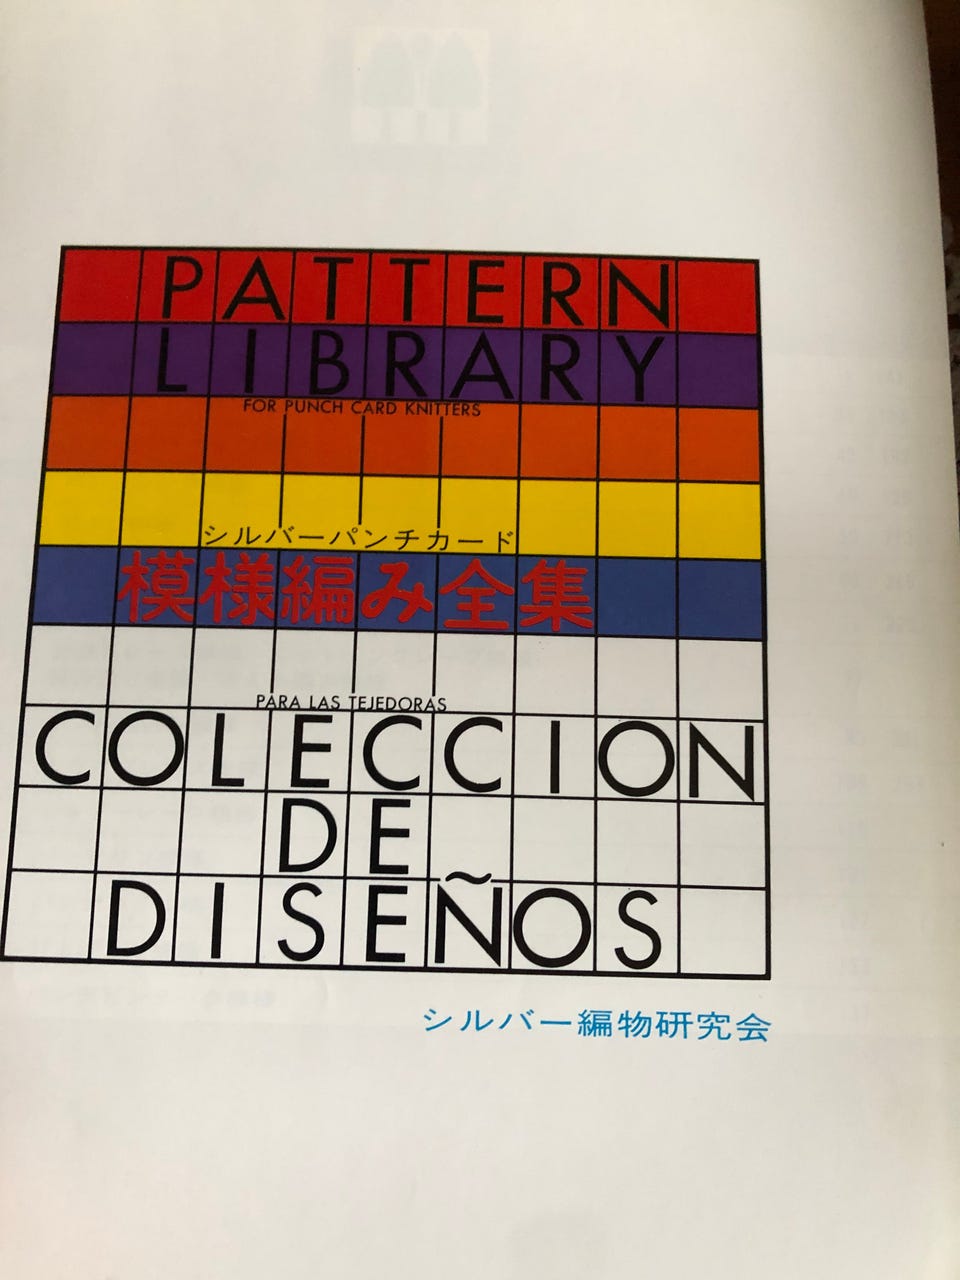 PATTERN
LIBRARY
FOR PUNCH CARD KNITTERS
シルバーパンチカード
模様編み全集
PARA LAS TEJEDORAS
COLECCION
DE
DISEÑOS
シルバー編物研究会